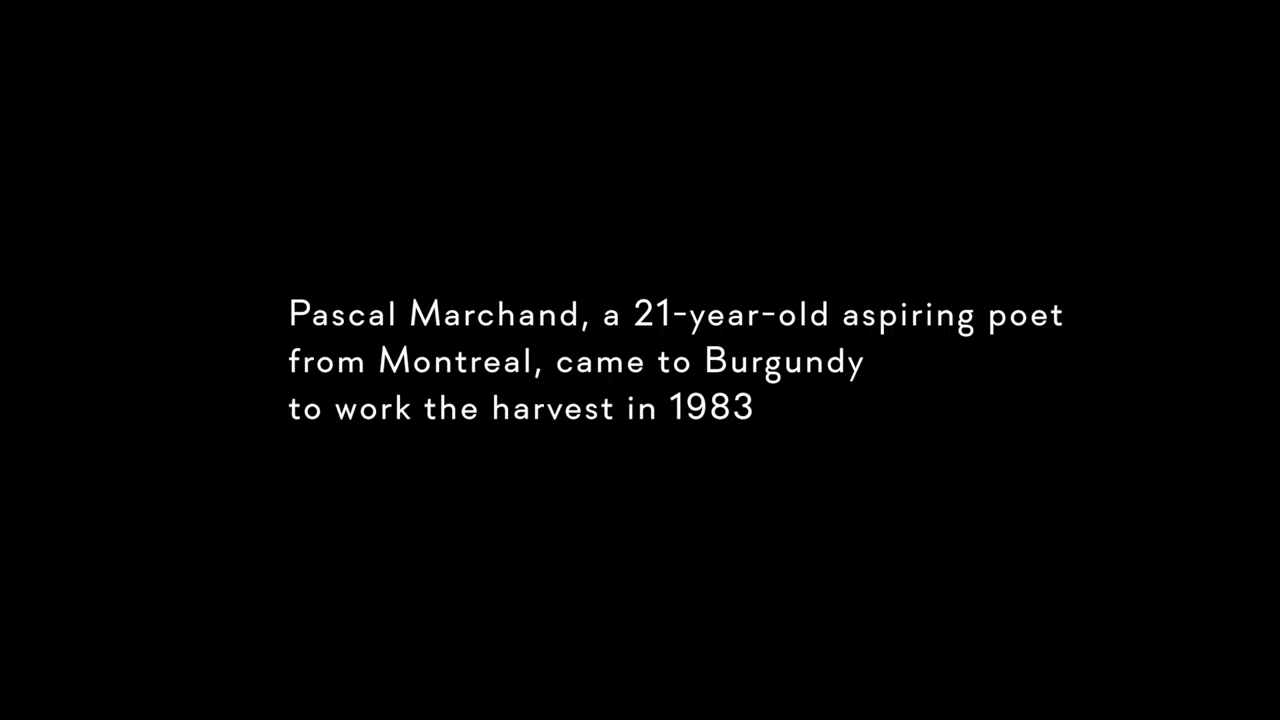 Pascal Marchand, a 21-year-old aspiring poet
from Montreal, came to Burgundy
to work the harvest in 1983